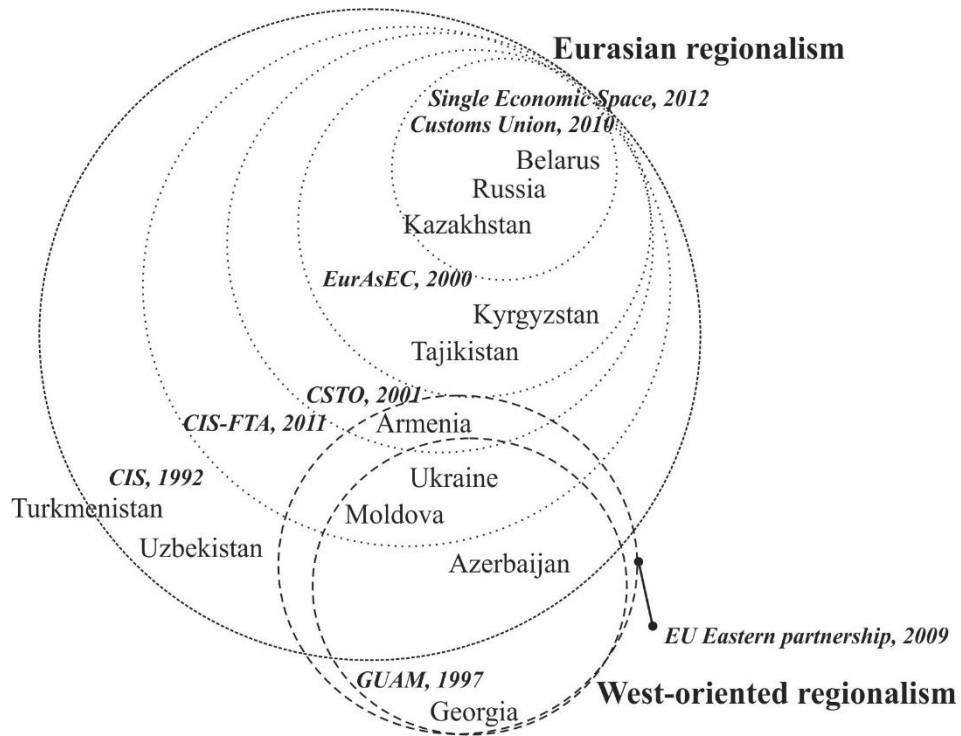 Eurasian regionalism
Single Economic Space, 2012
Customs Union, 2010
Belarus
Russia
Kazakhstan
EurAsEC, 2000
Kyrgyzstan
Tajikistan
CSTO, 2001
CIS-FTA, 2011
Armenia
CIS, 1992
Ukraine
Turkmenistan
Moldova
Uzbekistan
Azerbaijan
EU Eastern partnership, 2009
GUAM, 1997
West-oriented regionalism
Georgia